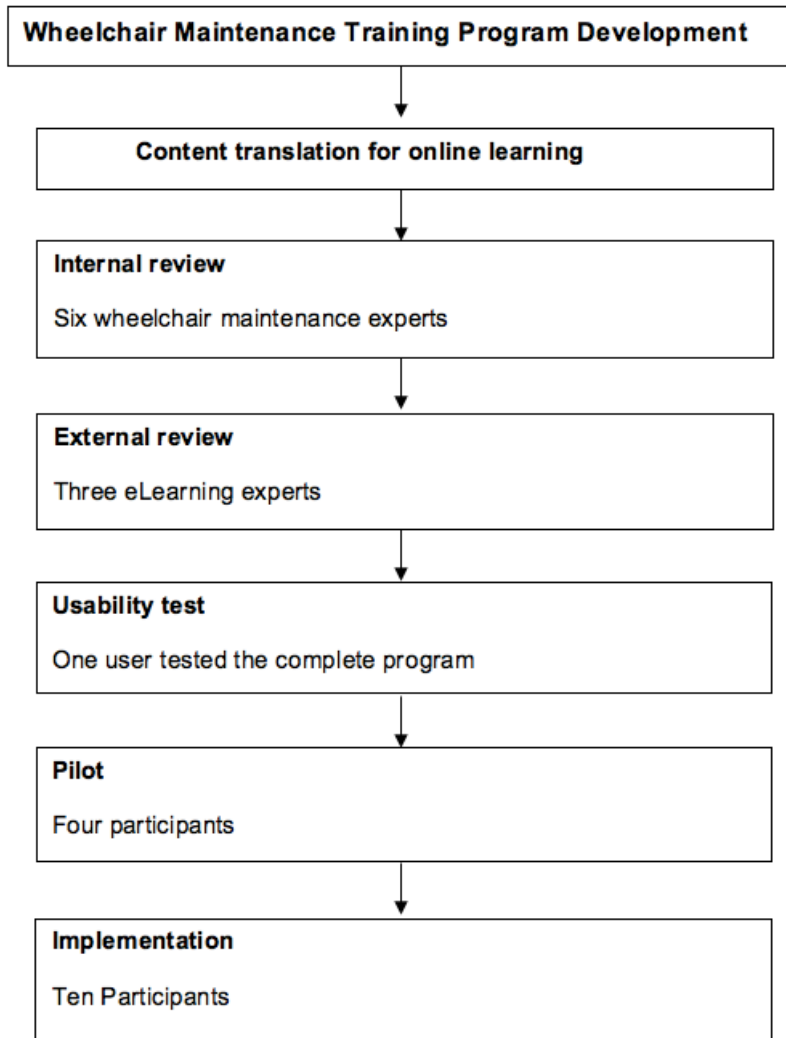 Wheelchair Maintenance Training Program Development
Content translation for online learning
Internal review
Six wheelchair maintenance experts
External review
Three eLearning experts
Usability test
One user tested the complete program
Pilot
Four participants
Implementation
Ten Participants